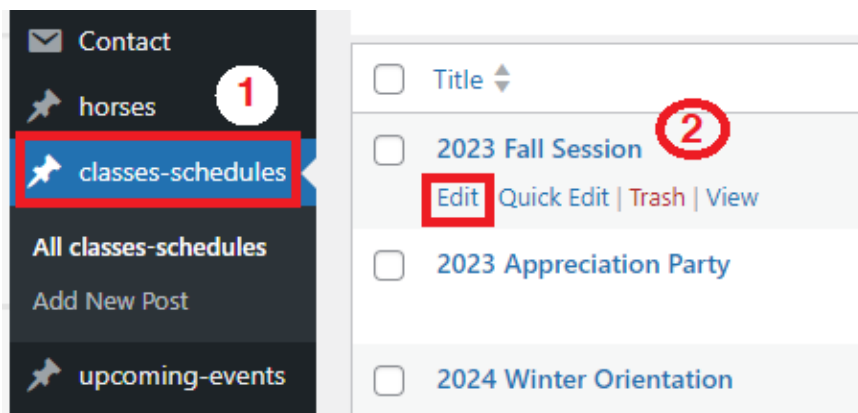 Contact
horses
1
classes-schedules
All classes-schedules
Add New Post
upcoming-events
Title
2023 Fall Session
2
Edit Quick Edit | Trash | View
2023 Appreciation Party
2024 Winter Orientation